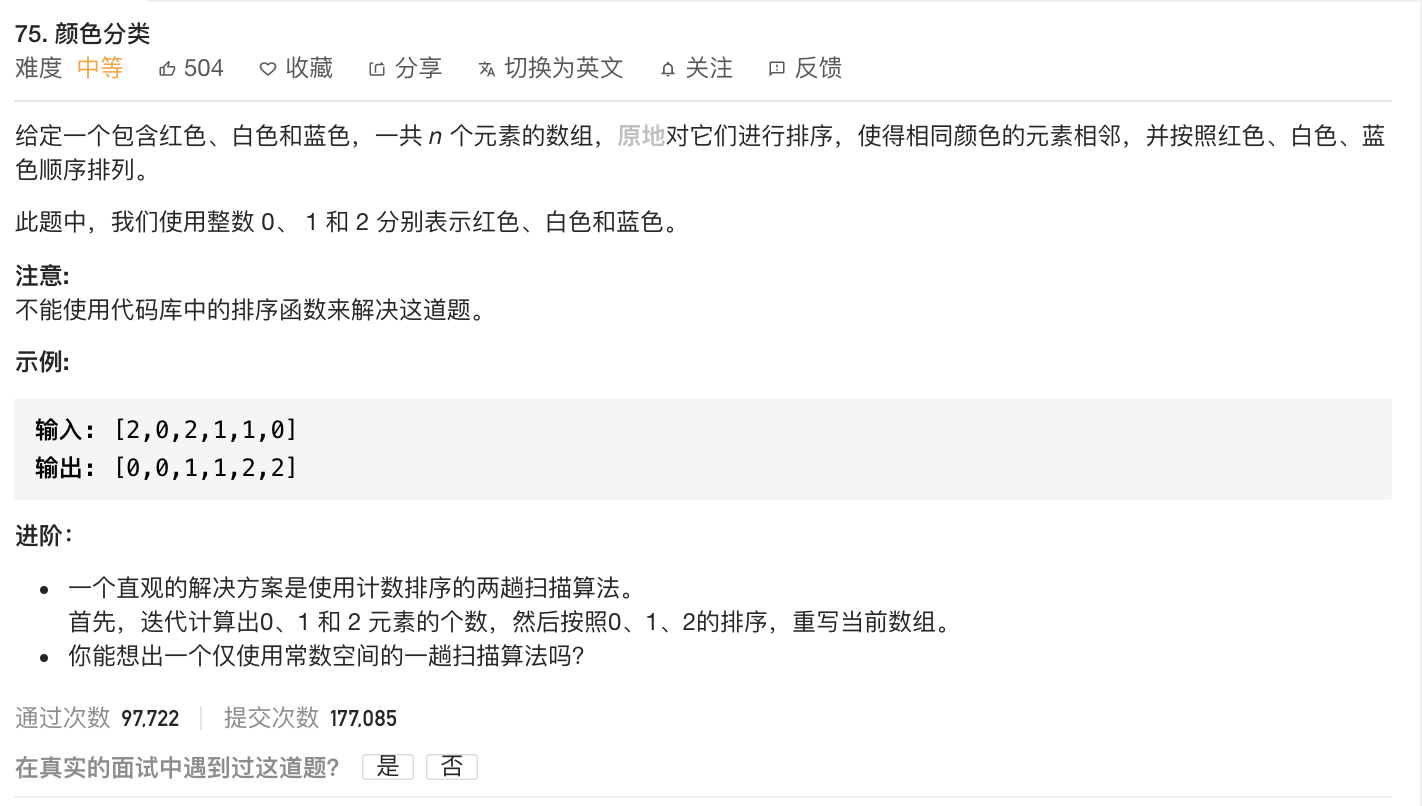 75. 颜色分类
难度 中等 504 收藏 分享 切换为英文 关注 反馈
给定一个包含红色、白色和蓝色，一共 n 个元素的数组，原地对它们进行排序，使得相同颜色的元素相邻，并按照红色、白色、蓝
色顺序排列。
此题中，我们使用整数 0、 1 和 2 分别表示红色、白色和蓝色。
注意:
不能使用代码库中的排序函数来解决这道题。
示例:
输入: [2,0,2,1,1,0]
输出: [0,0,1,1,2,2]
进阶：
一个直观的解决方案是使用计数排序的两趟扫描算法。
首先，迭代计算出0、1 和 2 元素的个数，然后按照0、1、2的排序，重写当前数组。
你能想出一个仅使用常数空间的一趟扫描算法吗？
通过次数 97,722 提交次数 177,085
在真实的面试中遇到过这道题? 是 否